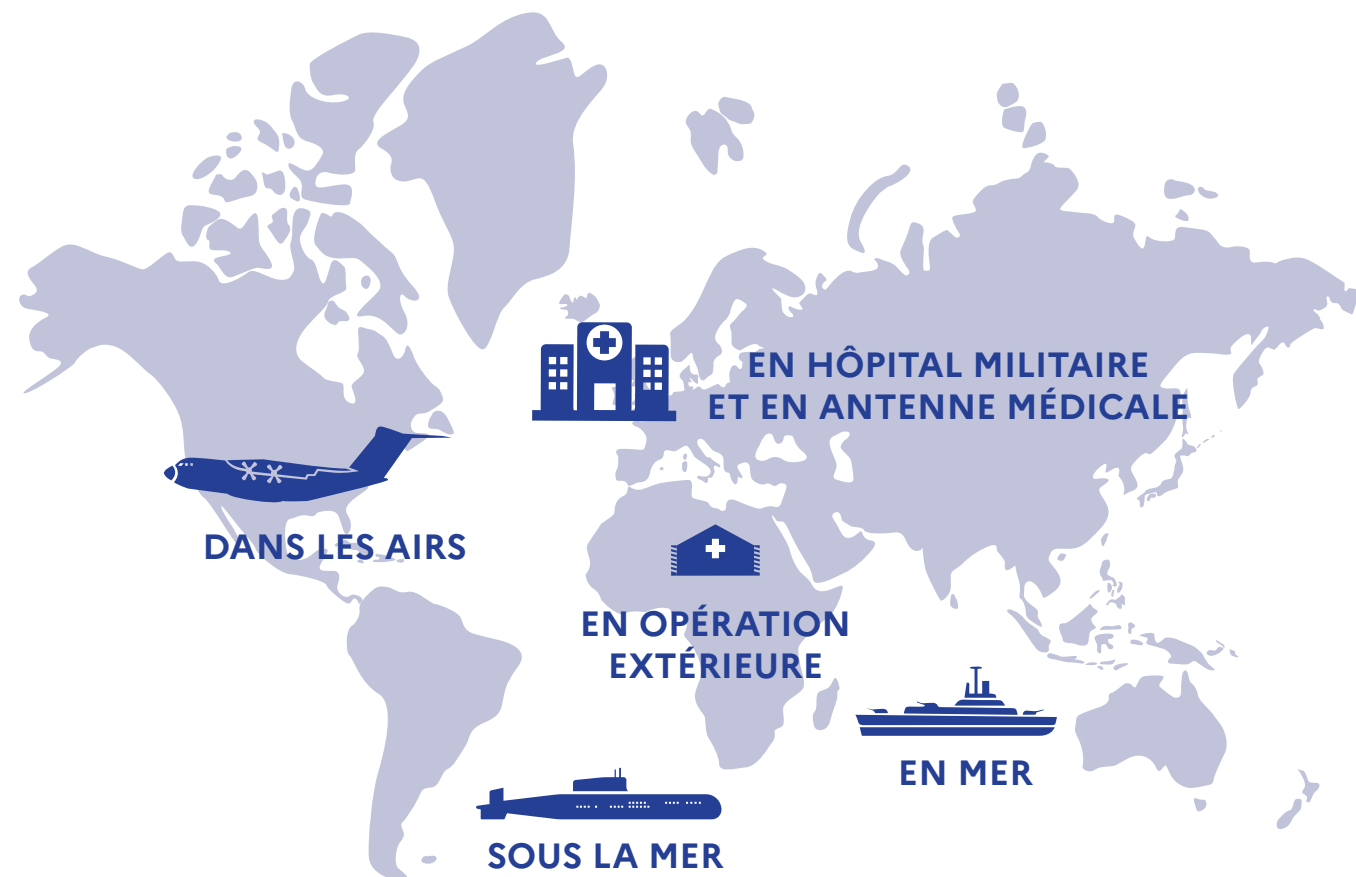 EN HÔPITAL MILITAIRE
ET EN ANTENNE MÉDICALE
DANS LES AIRS
EN OPÉRATION
EXTÉRIEURE
EN MER
SOUS LA MER